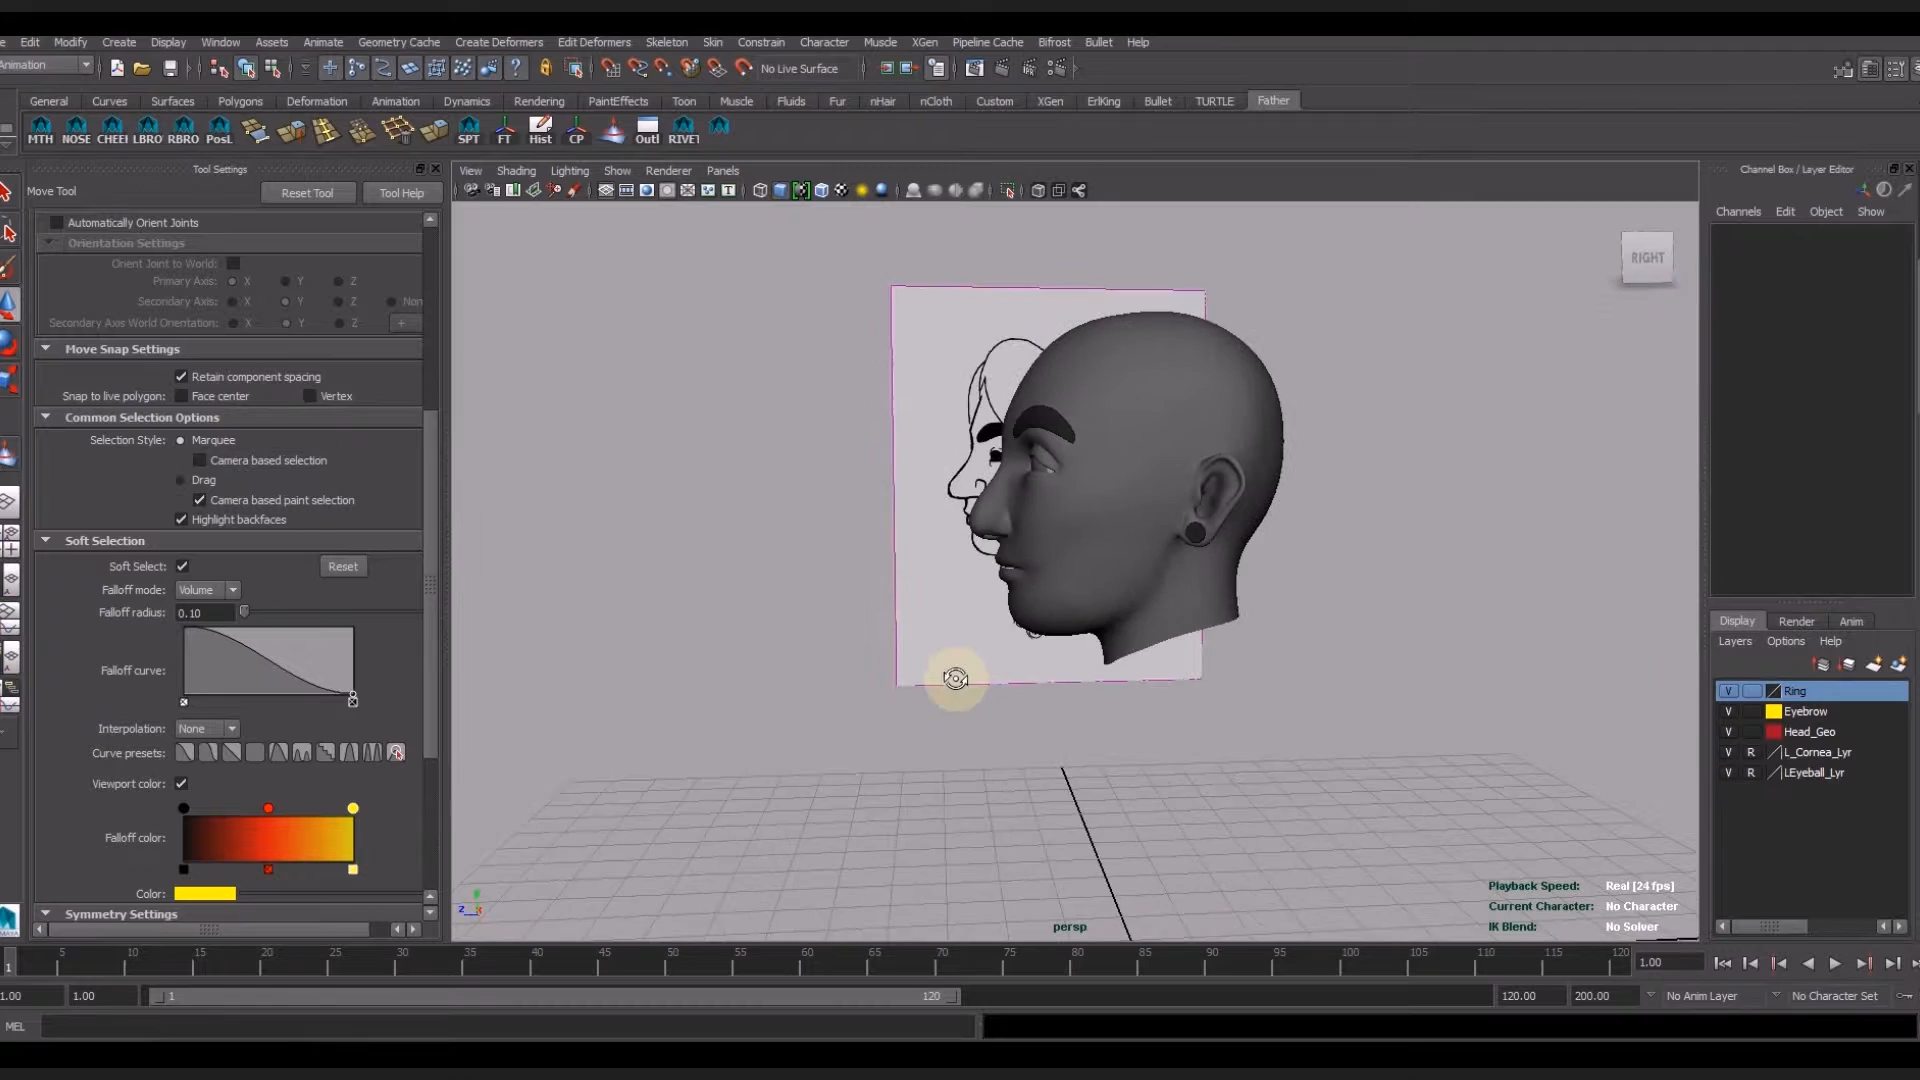 Edit Modify Create Display Window Assets Animate Geometry Cache Create Deformers Edit Deformers Skeleton Skin Constrain Character Muscle XGen Pipeline Cache Bifrost Bullet Help
Animation
No Live Surface
General Curves Surfaces Polygons Deformation Animation Dynamics Rendering PaintEffects Toon Muscle Fluids Fur nHair nCloth Custom XGen ErlKing Bullet TURTLE Father
MTH NOSE CHEEI LBRO RBRO PosL SPT FT Hist CP Outl RIVET
Tool Settings
Move Tool Reset Tool Tool Help
Automatically Orient Joints
Orientation Settings
Orient Joint to World:
Primary Axis: X Y Z
Secondary Axis: X Y Z Non
Secondary Axis World Orientation: X Y Z +
Move Snap Settings
Retain component spacing
Snap to live polygon: Face center Vertex
Common Selection Options
Selection Style: Marquee
Camera based selection
Drag
Camera based paint selection
Highlight backfaces
Soft Selection
Soft Select: Reset
Falloff mode: Volume
Falloff radius: 0.10
Falloff curve:
Interpolation: None
Curve presets:
Viewport color:
Falloff color:
Color:
Symmetry Settings
View Shading Lighting Show Renderer Panels
RIGHT
Playback Speed: Real [24 fps]
Current Character: No Character
IK Blend: No Solver
persp
Channel Box / Layer Editor
Channels Edit Object Show
Display Render Anim
Layers Options Help
V Ring
V Eyebrow
V Head_Geo
V R L_Cornea_Lyr
V R LEyeball_Lyr
1 5 10 15 20 25 30 35 40 45 50 55 60 65 70 75 80 85 90 95 100 105 110 115 120 1.00
1.00 1.00 1 120 120.00 200.00 No Anim Layer No Character Set
MEL